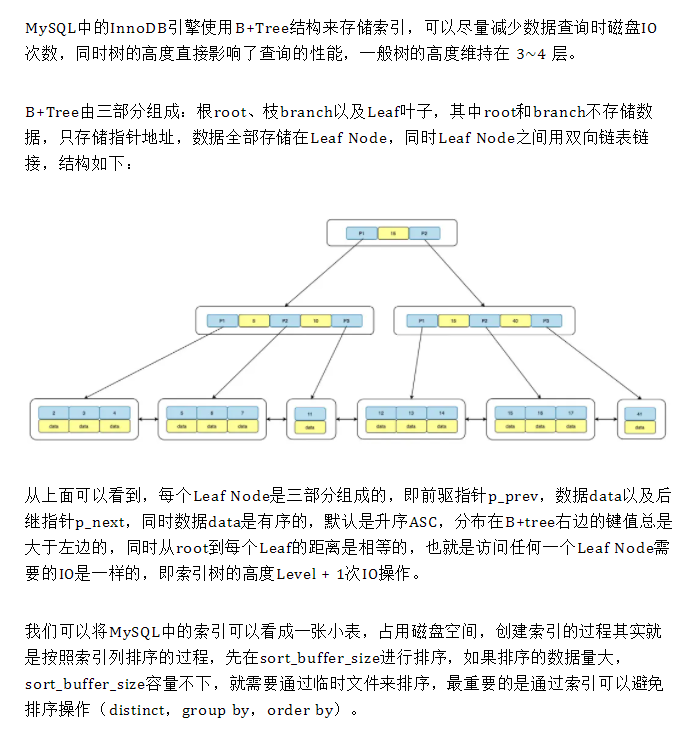 MySQL中的InnoDB引擎使用B+Tree结构来存储索引，可以尽量减少数据查询时磁盘IO
次数，同时树的高度直接影响了查询的性能，一般树的高度维持在 3~4 层。
B+Tree由三部分组成：根root、枝branch以及Leaf叶子，其中root和branch不存储数
据，只存储指针地址，数据全部存储在Leaf Node，同时Leaf Node之间用双向链表链
接，结构如下：
P1 15 P2
P1 5 P2 10 P3 P1 15 P2 40 P3
2 3 4 5 6 7 11 12 13 14 15 16 17 41
data data data data data data data data data data data data data data
从上面可以看到，每个Leaf Node是三部分组成的，即前驱指针p_prev，数据data以及后
继指针p_next，同时数据data是有序的，默认是升序ASC，分布在B+tree右边的键值总是
大于左边的，同时从root到每个Leaf的距离是相等的，也就是访问任何一个Leaf Node需
要的IO是一样的，即索引树的高度Level + 1次IO操作。
我们可以将MySQL中的索引可以看成一张小表，占用磁盘空间，创建索引的过程其实就
是按照索引列排序的过程，先在sort_buffer_size进行排序，如果排序的数据量大，
sort_buffer_size容量不下，就需要通过临时文件来排序，最重要的是通过索引可以避免
排序操作（distinct，group by，order by）。